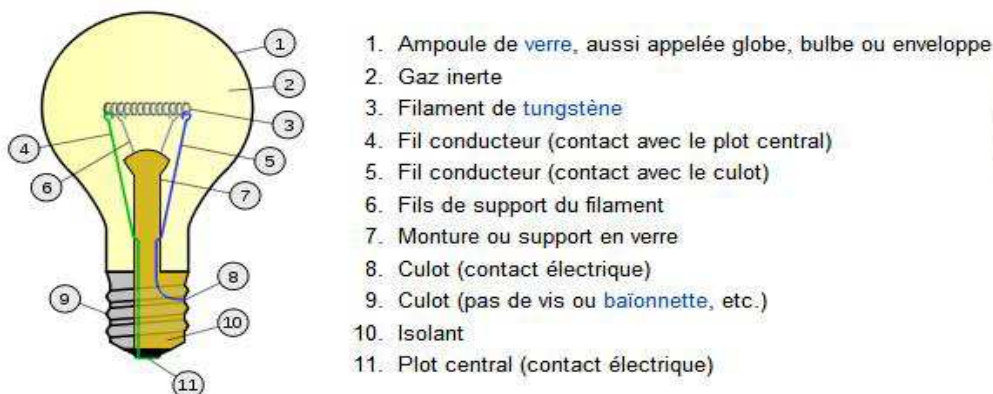 1. Ampoule de verre, aussi appelée globe, bulbe ou enveloppe
2. Gaz inerte
3. Filament de tungstène
4. Fil conducteur (contact avec le plot central)
5. Fil conducteur (contact avec le culot)
6. Fils de support du filament
7. Monture ou support en verre
8. Culot (contact électrique)
9. Culot (pas de vis ou baïonnette, etc.)
10. Isolant
11. Plot central (contact électrique)
1
2
3
4
5
6
7
8
9
10
11